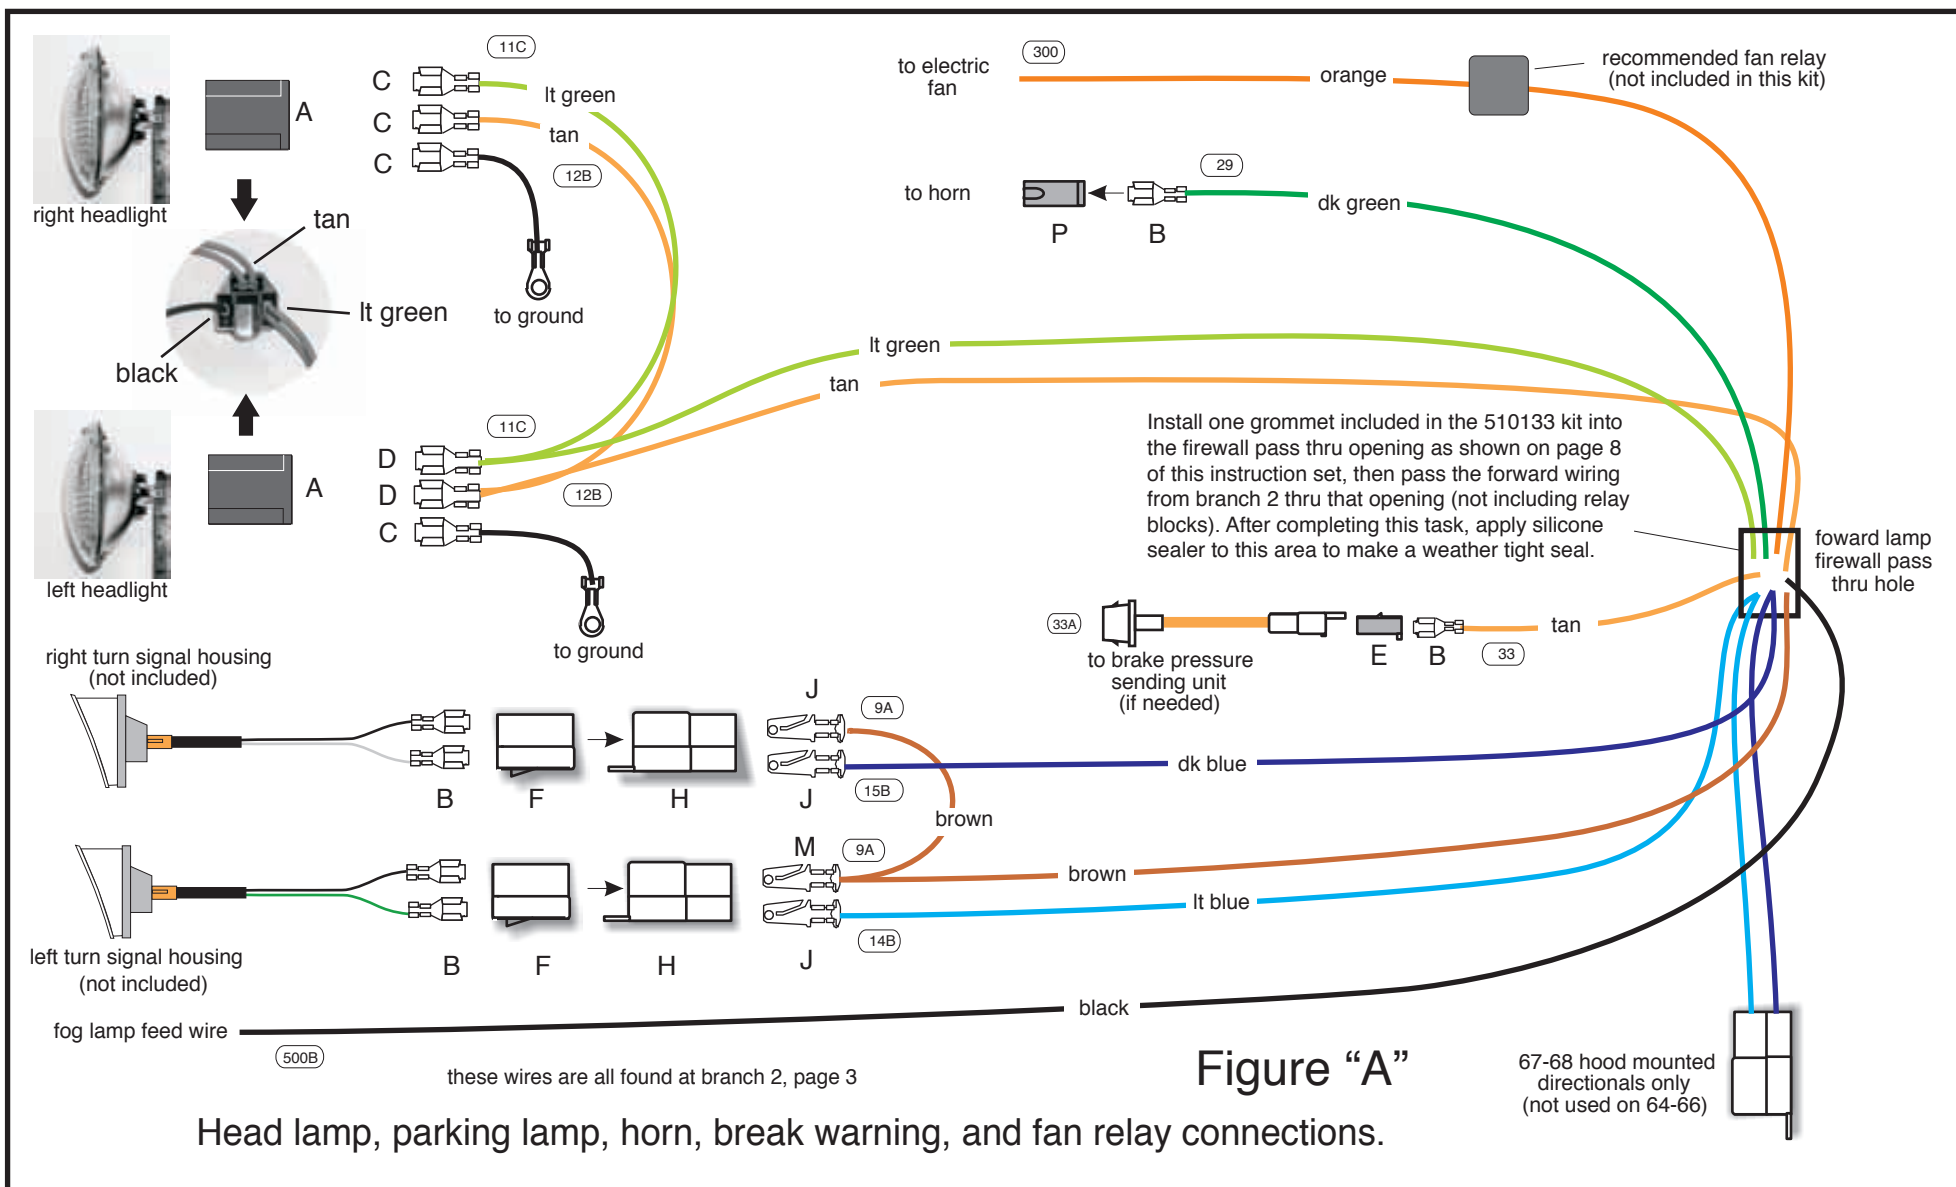 11C
C
A
lt green
C
tan
C
12B
right headlight
tan
to ground
lt green
black
11C
D
A
D
12B
C
left headlight
to ground
300
to electric
fan
orange
recommended fan relay
(not included in this kit)
29
to horn
dk green
P
B
lt green
tan
Install one grommet included in the 510133 kit into
the firewall pass thru opening as shown on page 8
of this instruction set, then pass the forward wiring
from branch 2 thru that opening (not including relay
blocks). After completing this task, apply silicone
sealer to this area to make a weather tight seal.
foward lamp
firewall pass
thru hole
33A
E
B
33
tan
to brake pressure
sending unit
(if needed)
right turn signal housing
(not included)
J
9A
B
F
H
J
15B
dk blue
brown
M
9A
brown
lt blue
14B
left turn signal housing
(not included)
B
F
H
J
fog lamp feed wire
black
500B
these wires are all found at branch 2, page 3
Figure “A”
67-68 hood mounted
directionals only
(not used on 64-66)
Head lamp, parking lamp, horn, break warning, and fan relay connections.